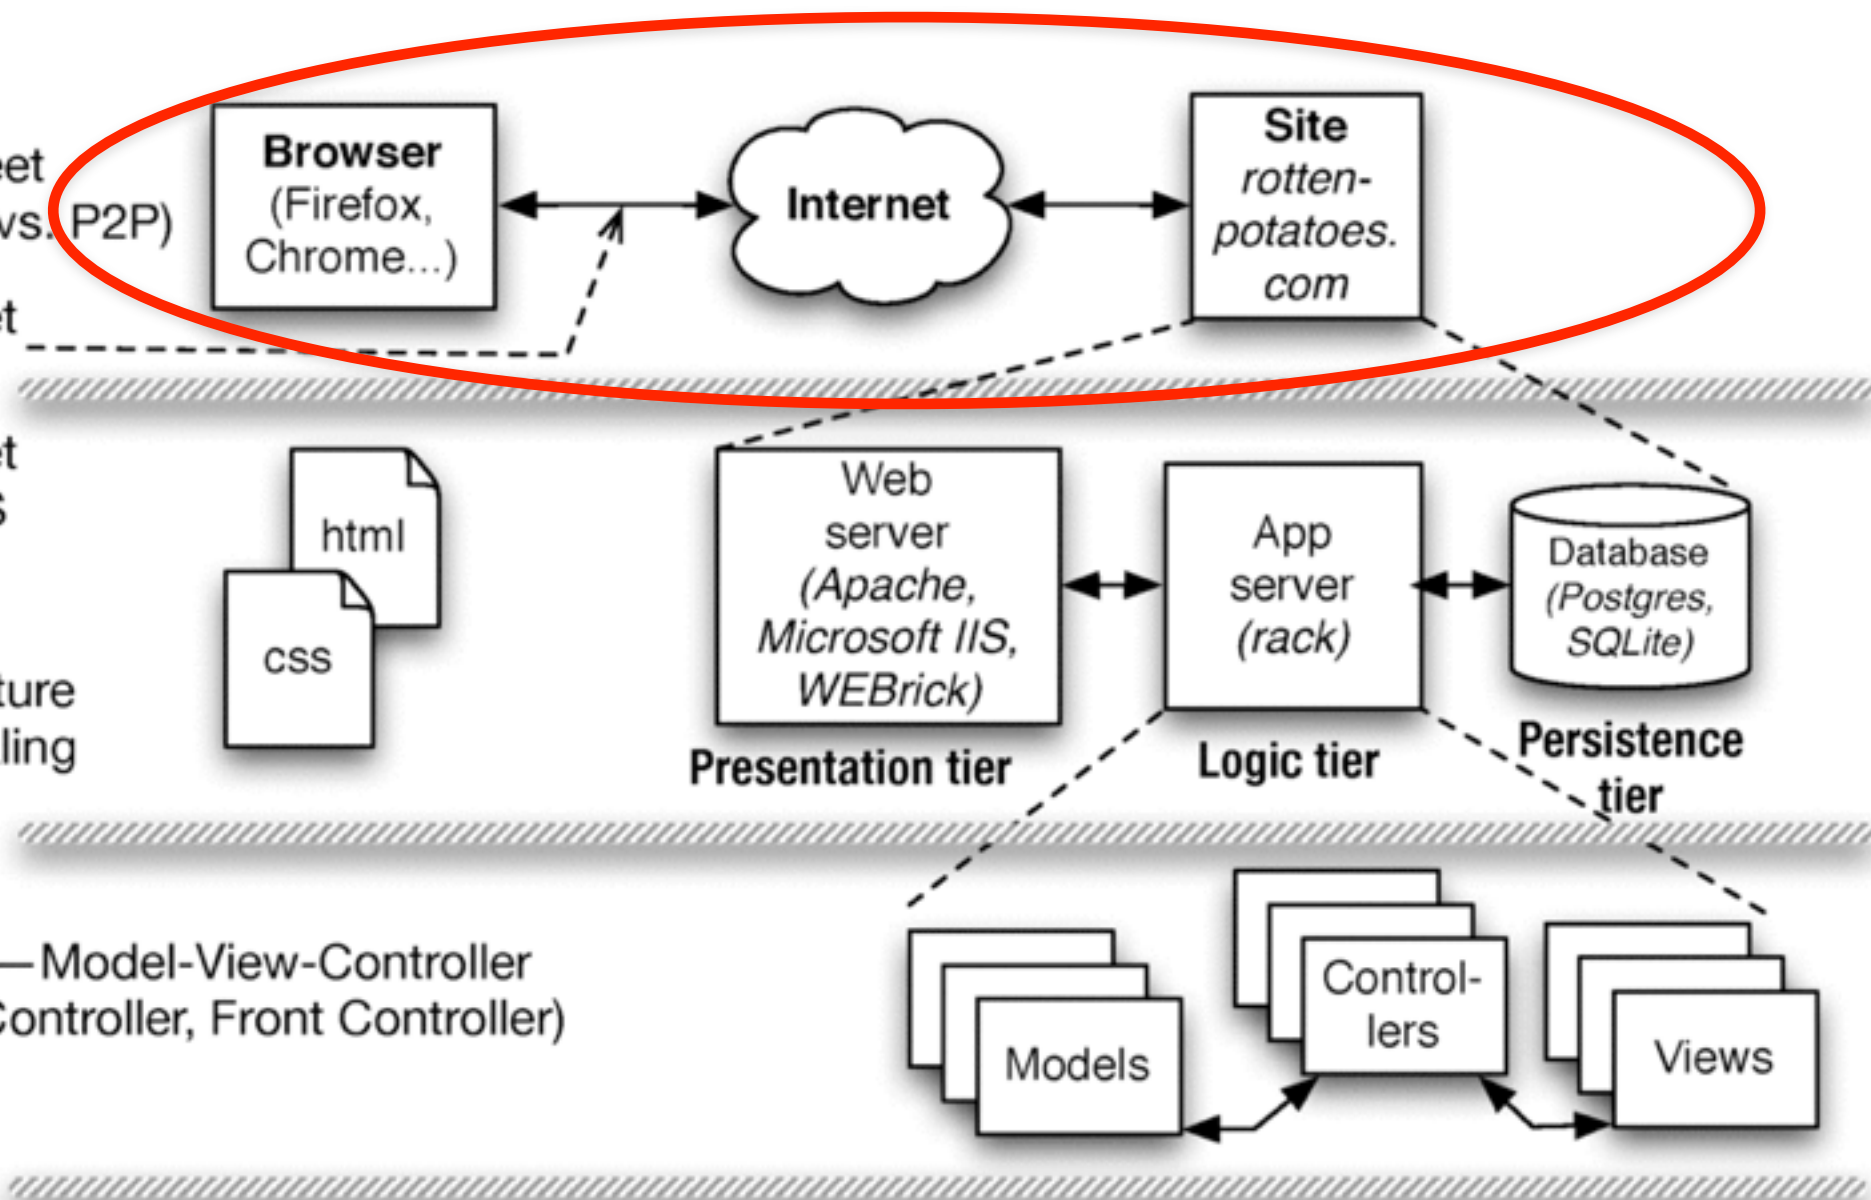 Browser
(Firefox,
Chrome...)
Internet
Site
rotten-
potatoes.
com
vs. P2P)
html
css
Web
server
(Apache,
Microsoft IIS,
WEBrick)
Presentation tier
App
server
(rack)
Logic tier
Database
(Postgres,
SQLite)
Persistence
tier
—Model-View-Controller
Controller, Front Controller)
Models
Control-
lers
Views